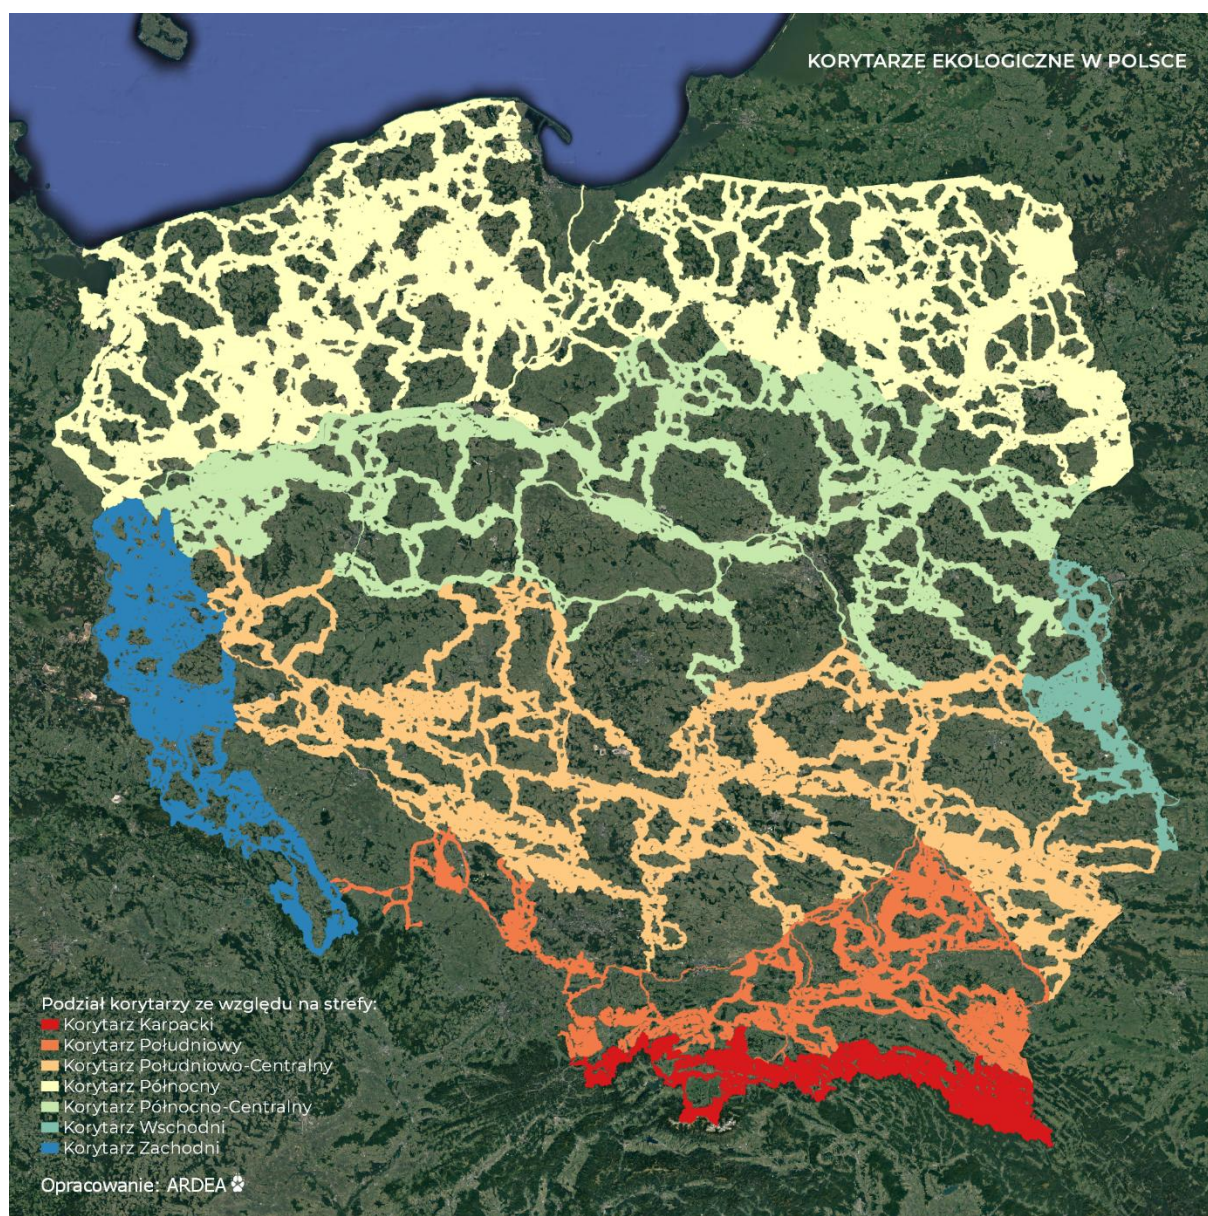 KORYTARZE EKOLOGICZNE W POLSCE
Podział korytarzy ze względu na strefy:
Korytarz Karpacki
Korytarz Południowy
Korytarz Południowo-Centralny
Korytarz Północny
Korytarz Północno-Centralny
Korytarz Wschodni
Korytarz Zachodni
Opracowanie: ARDEA